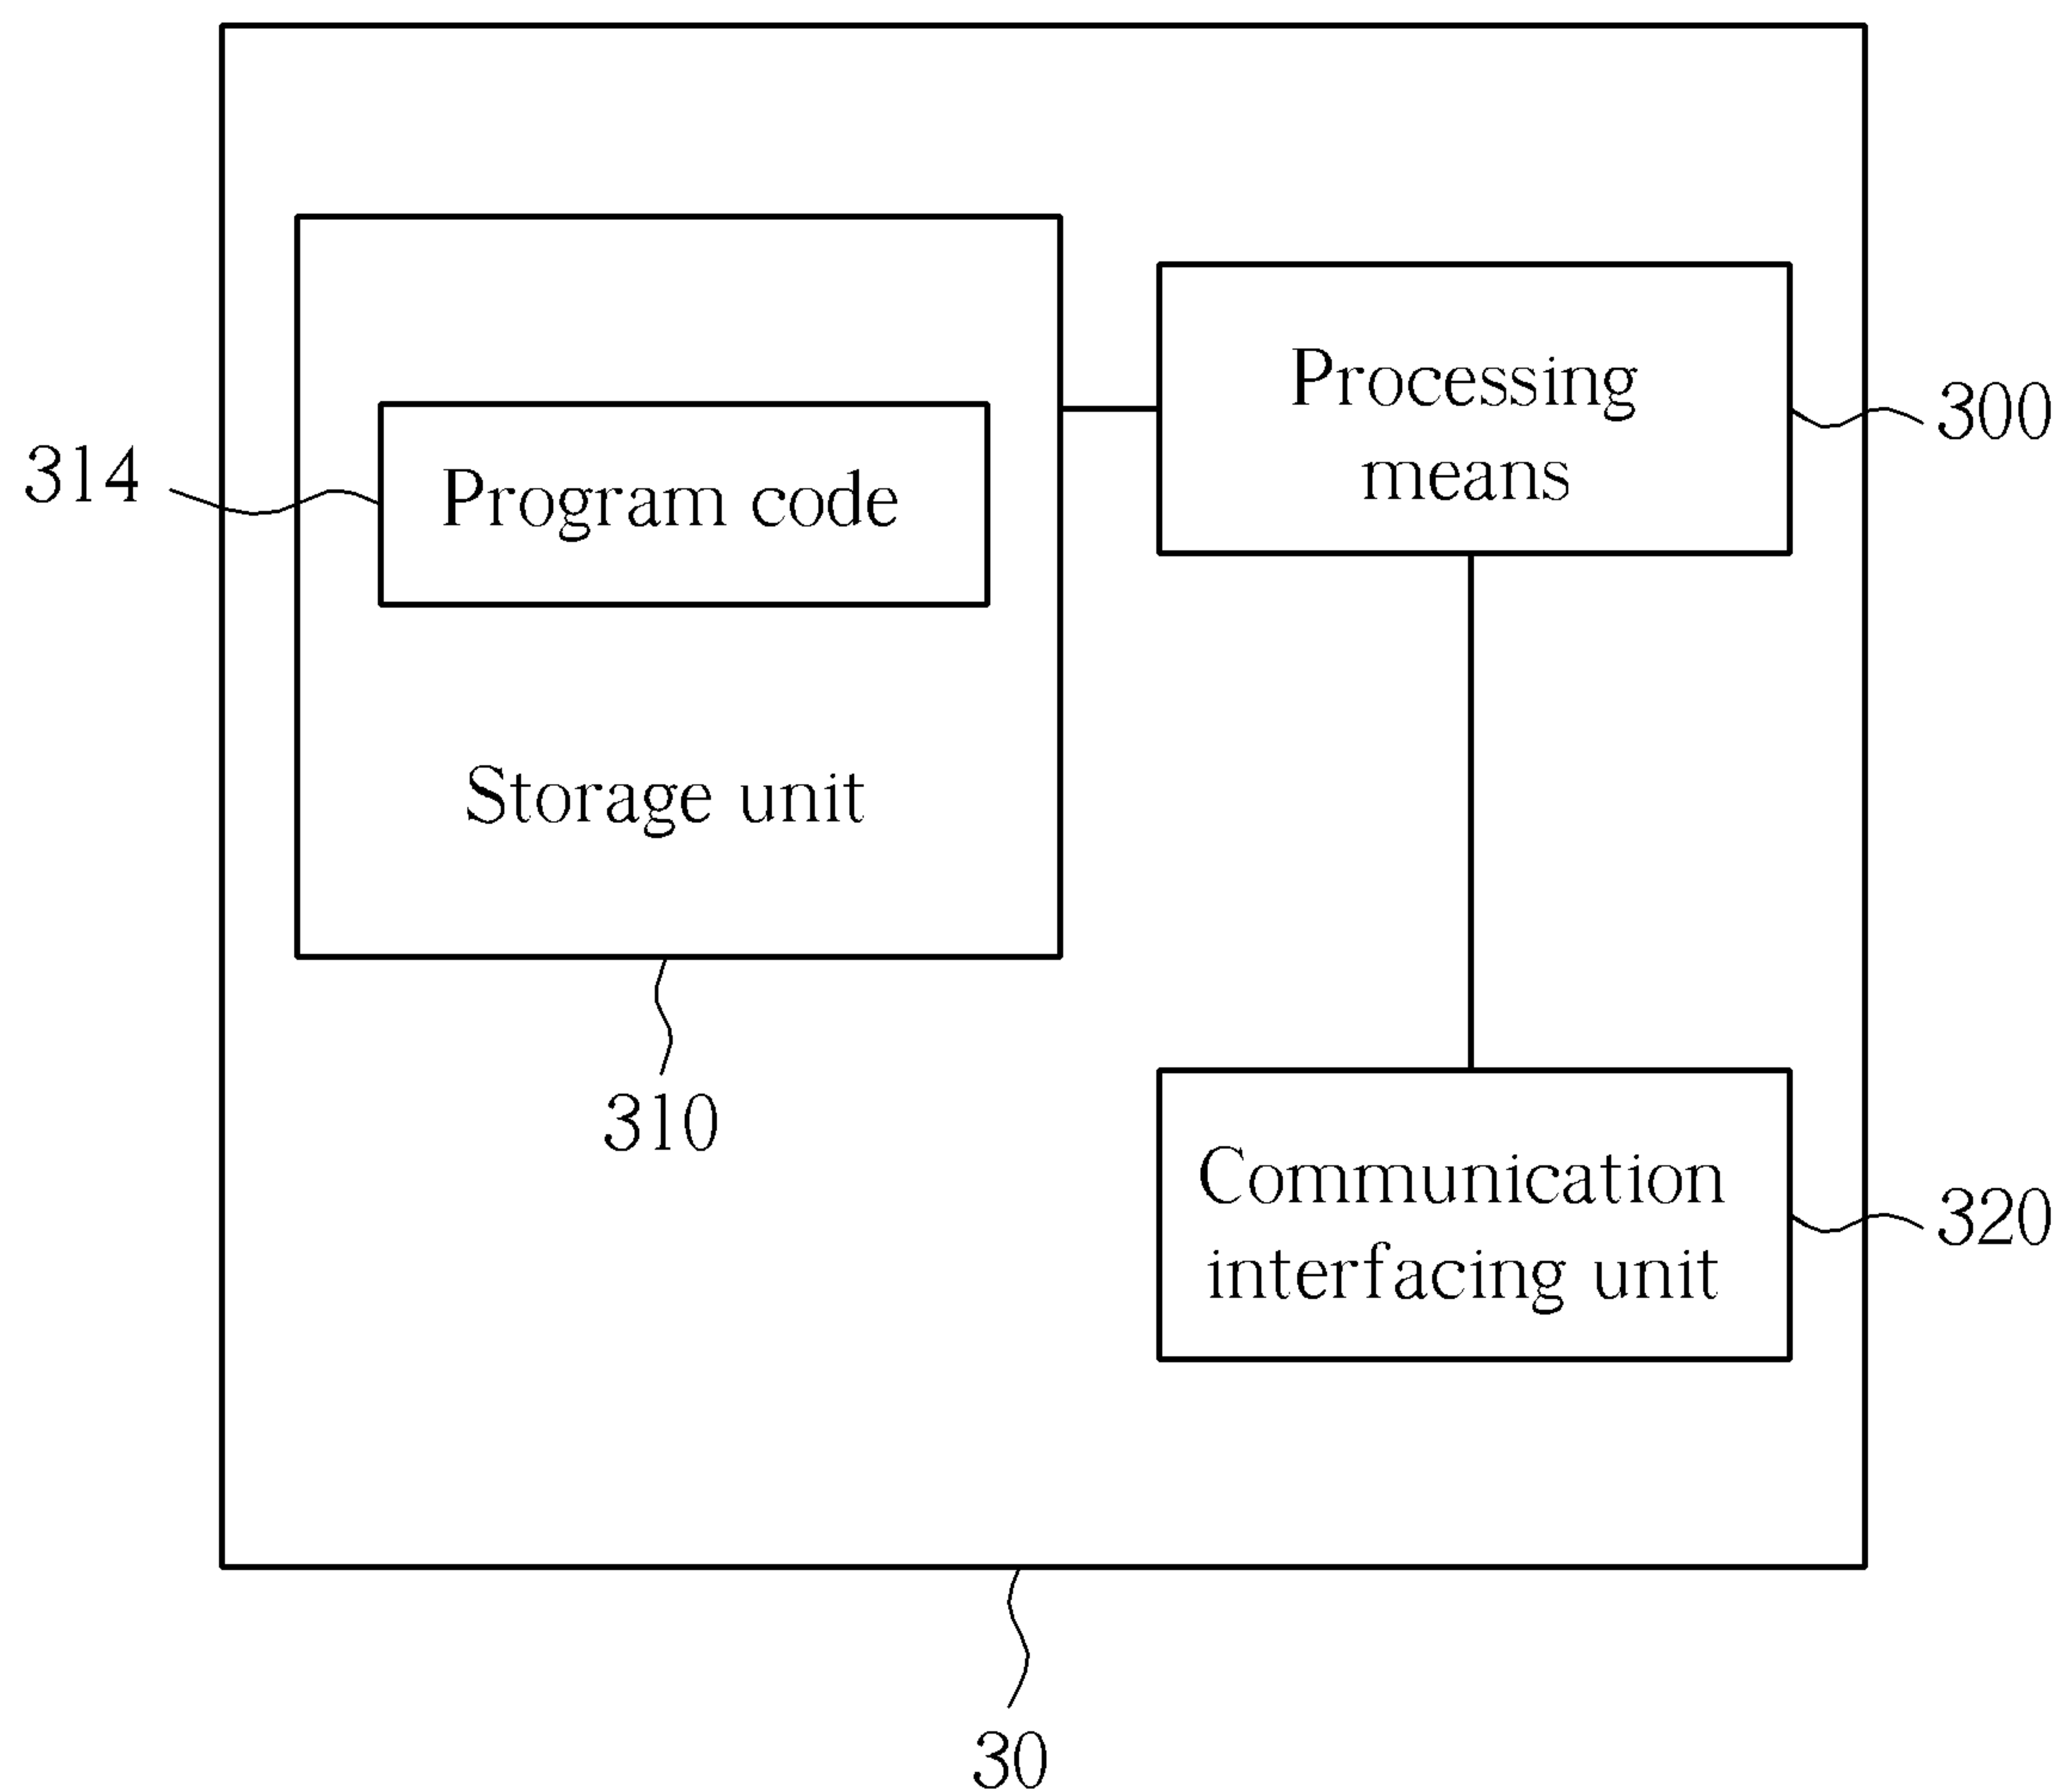 Processing
means
300
314
Program code
Storage unit
310
Communication
interfacing unit
320
30